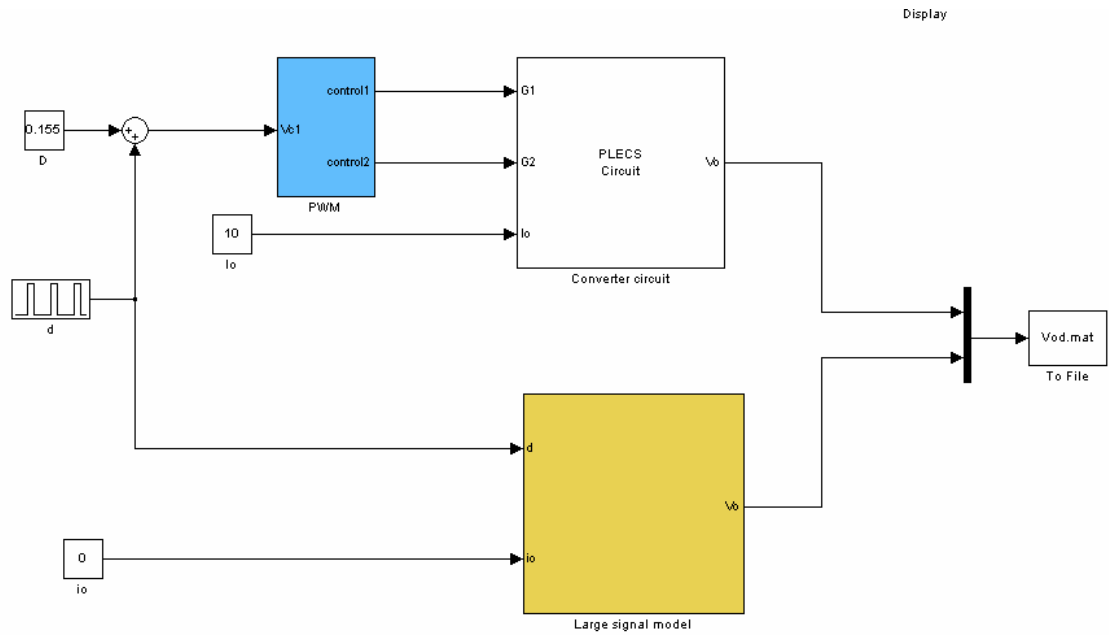 Display
0.155
D
Vc1
control1
control2
PWM
G1
G2
Io
PLECS
Circuit
Vo
Converter circuit
10
Io
d
Vod.mat
To File
d
io
Vo
Large signal model
0
io